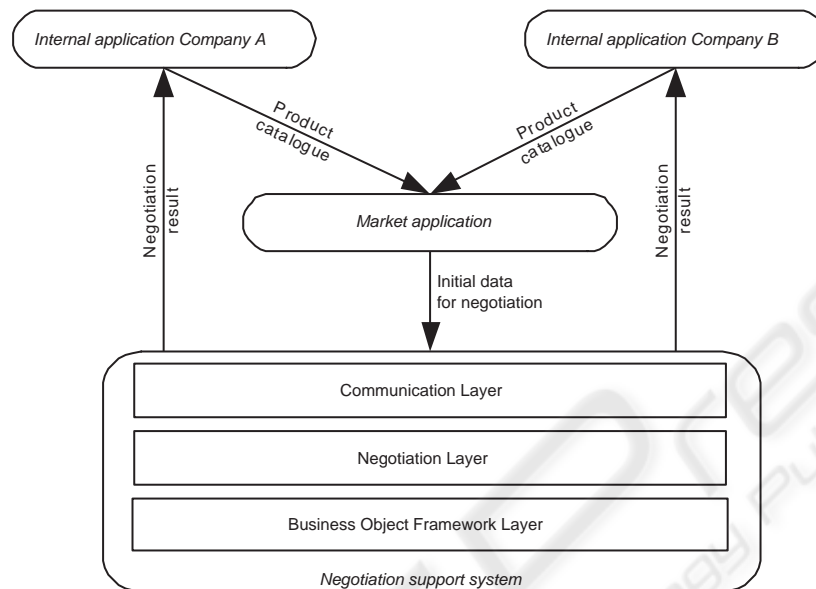 Internal application Company A
Internal application Company B
Product
catalogue
Product
catalogue
Negotiation
result
Negotiation
result
Market application
Initial data
for negotiation
Communication Layer
Negotiation Layer
Business Object Framework Layer
Negotiation support system